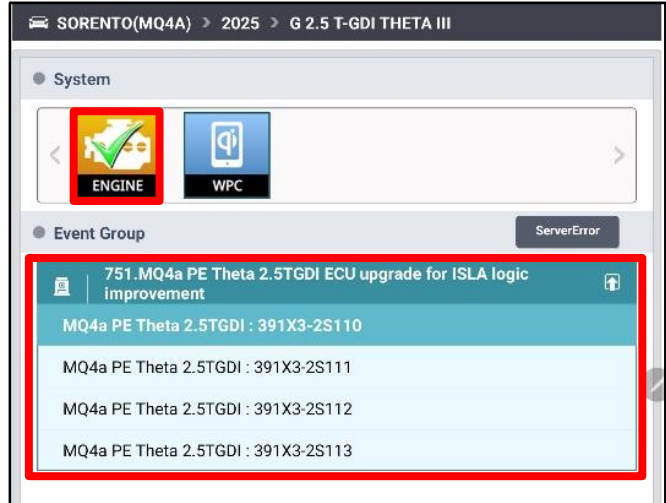 SORENTO(MQ4A) > 2025 > G 2.5 T-GDI THETA III
System
ENGINE
WPC
Event Group
ServerError
751.MQ4a PE Theta 2.5TGDI ECU upgrade for ISLA logic
improvement
MQ4a PE Theta 2.5TGDI : 391X3-2S110
MQ4a PE Theta 2.5TGDI : 391X3-2S111
MQ4a PE Theta 2.5TGDI : 391X3-2S112
MQ4a PE Theta 2.5TGDI : 391X3-2S113